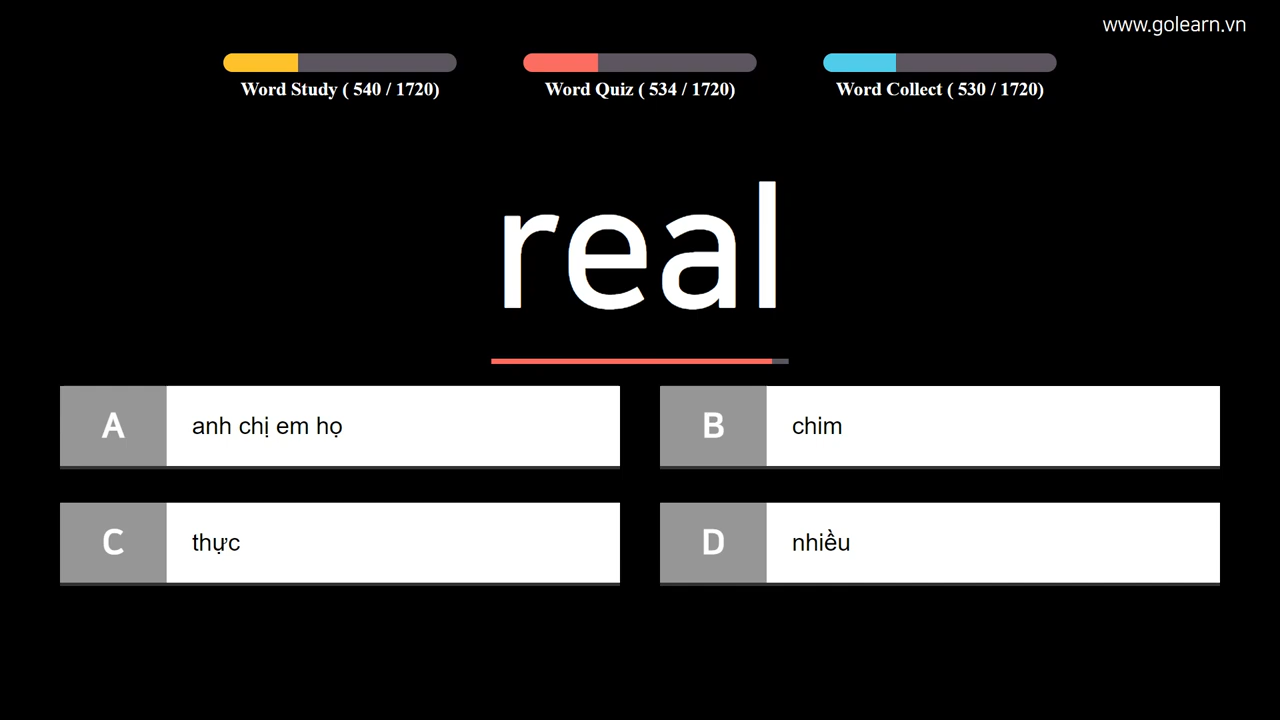 www.golearn.vn
Word Study ( 540 / 1720)
Word Quiz ( 534 / 1720)
Word Collect ( 530 / 1720)
real
A anh chị em họ
B chim
C thực
D nhiều